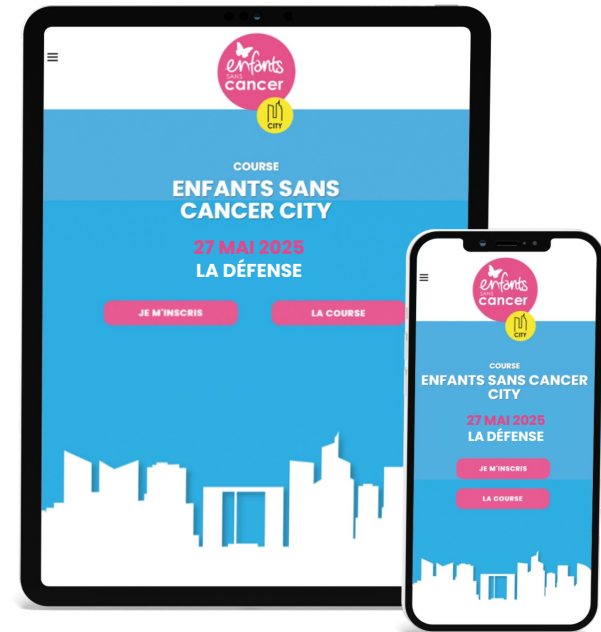 enfants
SANS
cancer
CITY
COURSE
ENFANTS SANS
CANCER CITY
27 MAI 2025
LA DÉFENSE
JE M'INSCRIS
LA COURSE
enfants
SANS
cancer
CITY
COURSE
ENFANTS SANS CANCER
CITY
27 MAI 2025
LA DÉFENSE
JE M'INSCRIS
LA COURSE